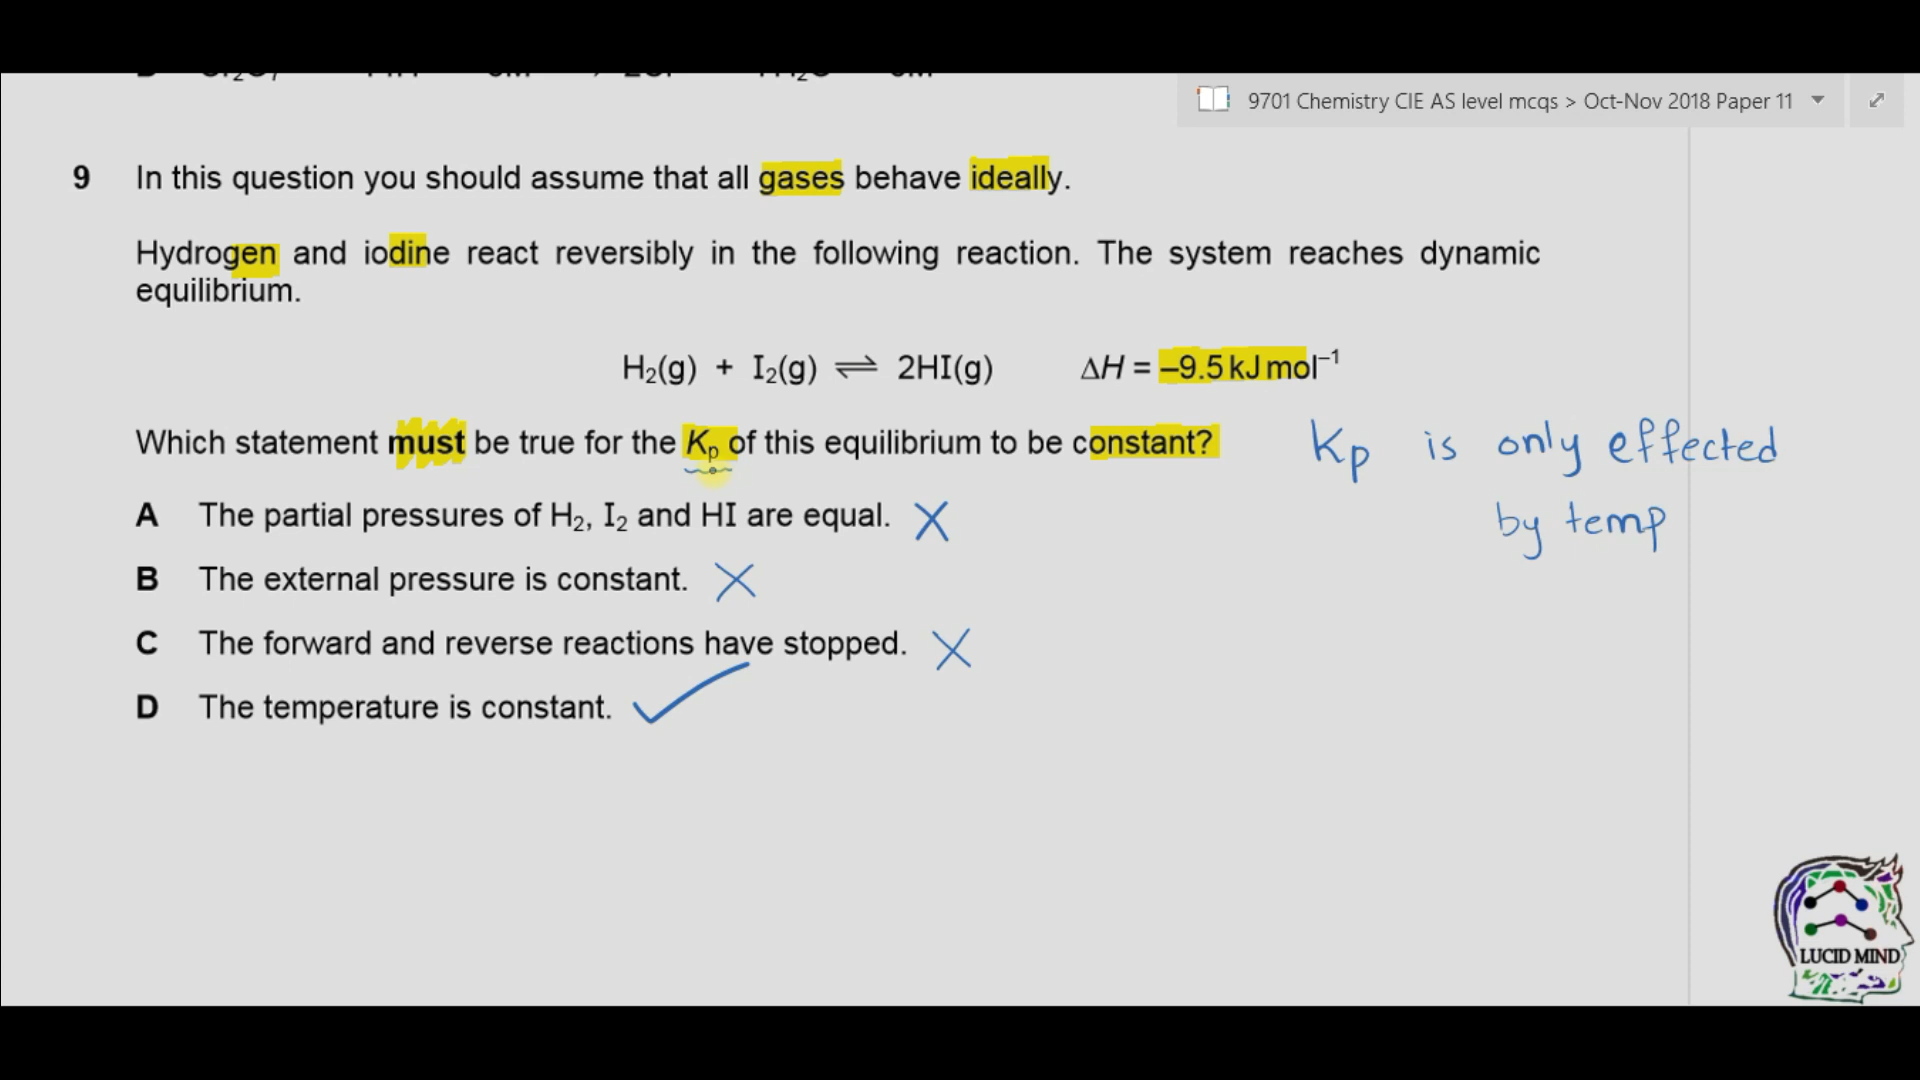 9701 Chemistry CIE AS level mcqs > Oct-Nov 2018 Paper 11
9 In this question you should assume that all gases behave ideally.
Hydrogen and iodine react reversibly in the following reaction. The system reaches dynamic
equilibrium.
H₂(g) + I₂(g) ⇌ 2HI(g) ΔH = –9.5 kJ mol⁻¹
Which statement must be true for the Kₚ of this equilibrium to be constant?
Kp is only effected
by temp
A The partial pressures of H₂, I₂ and HI are equal.
B The external pressure is constant.
C The forward and reverse reactions have stopped.
D The temperature is constant.
LUCID MIND